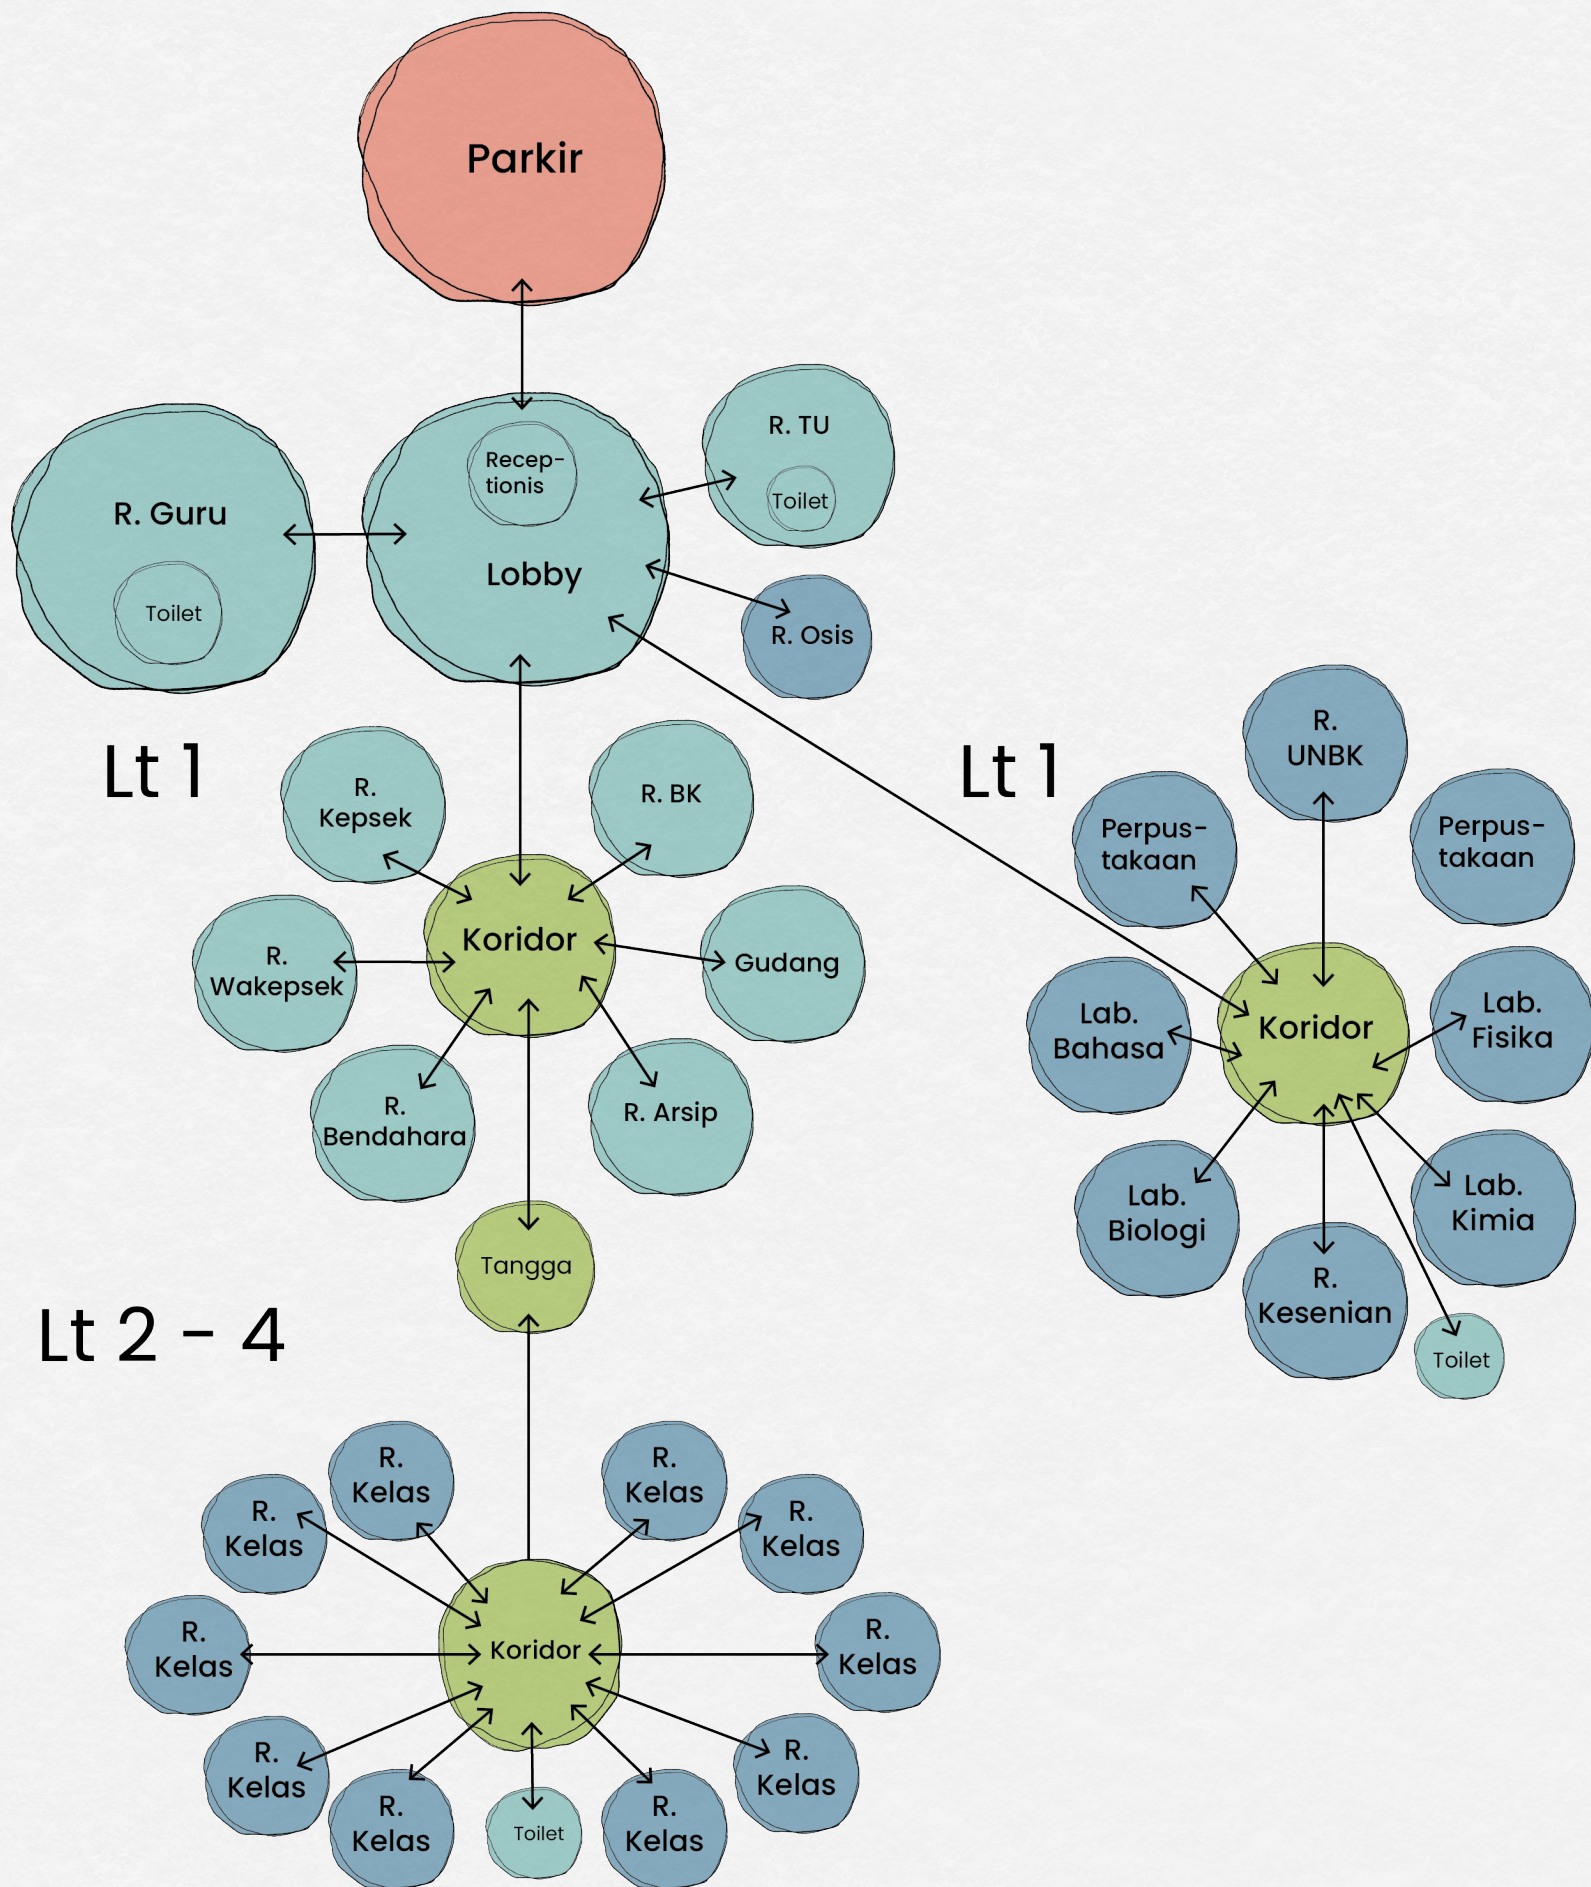 Parkir
R. TU
Toilet
Recep-
tionis
Lobby
R. Guru
Toilet
R. Osis
Lt 1
R.
Kepsek
R. BK
Koridor
R.
Wakepsek
Gudang
R.
Bendahara
R. Arsip
Tangga
Lt 1
R.
UNBK
Perpus-
takaan
Perpus-
takaan
Koridor
Lab.
Bahasa
Lab.
Fisika
Lab.
Biologi
Lab.
Kimia
R.
Kesenian
Toilet
Lt 2 - 4
R.
Kelas
R.
Kelas
R.
Kelas
R.
Kelas
R.
Kelas
Koridor
R.
Kelas
R.
Kelas
R.
Kelas
R.
Kelas
Toilet
R.
Kelas